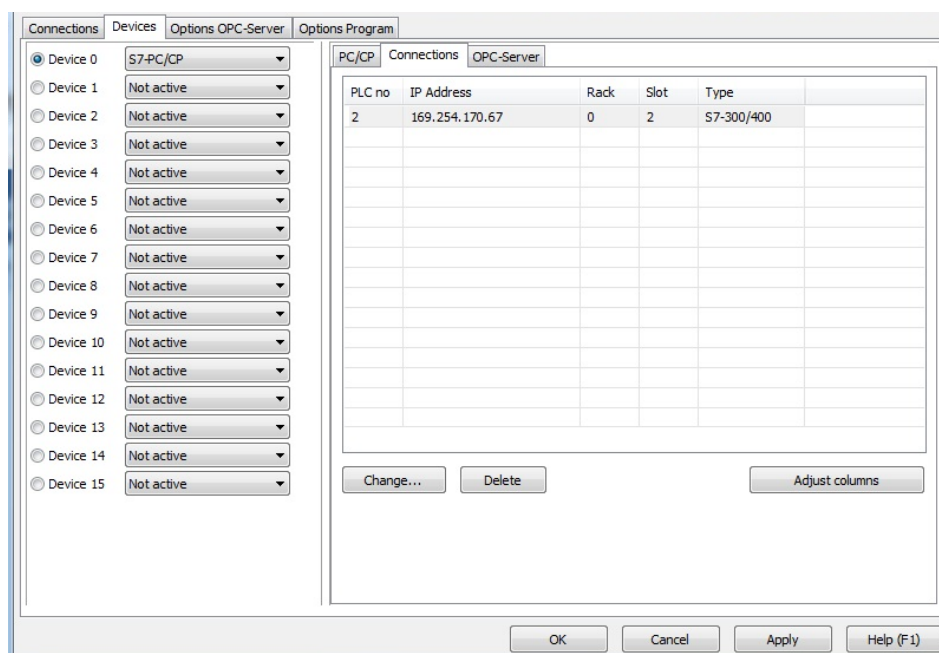 Connections Devices Options OPC-Server Options Program
Device 0 S7-PC/CP
Device 1 Not active
Device 2 Not active
Device 3 Not active
Device 4 Not active
Device 5 Not active
Device 6 Not active
Device 7 Not active
Device 8 Not active
Device 9 Not active
Device 10 Not active
Device 11 Not active
Device 12 Not active
Device 13 Not active
Device 14 Not active
Device 15 Not active
PC/CP Connections OPC-Server
PLC no IP Address Rack Slot Type
2 169.254.170.67 0 2 S7-300/400
Change... Delete Adjust columns
OK Cancel Apply Help (F1)